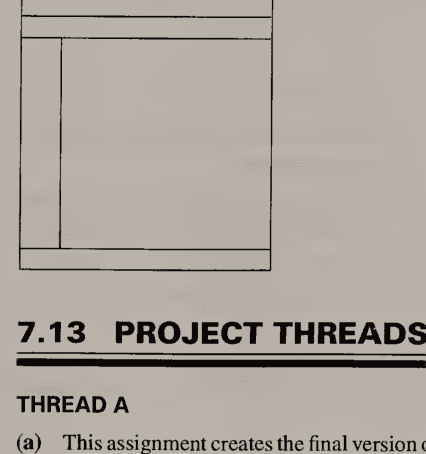 7.13 PROJECT THREADS
THREAD A
(a) This assignment creates the final version